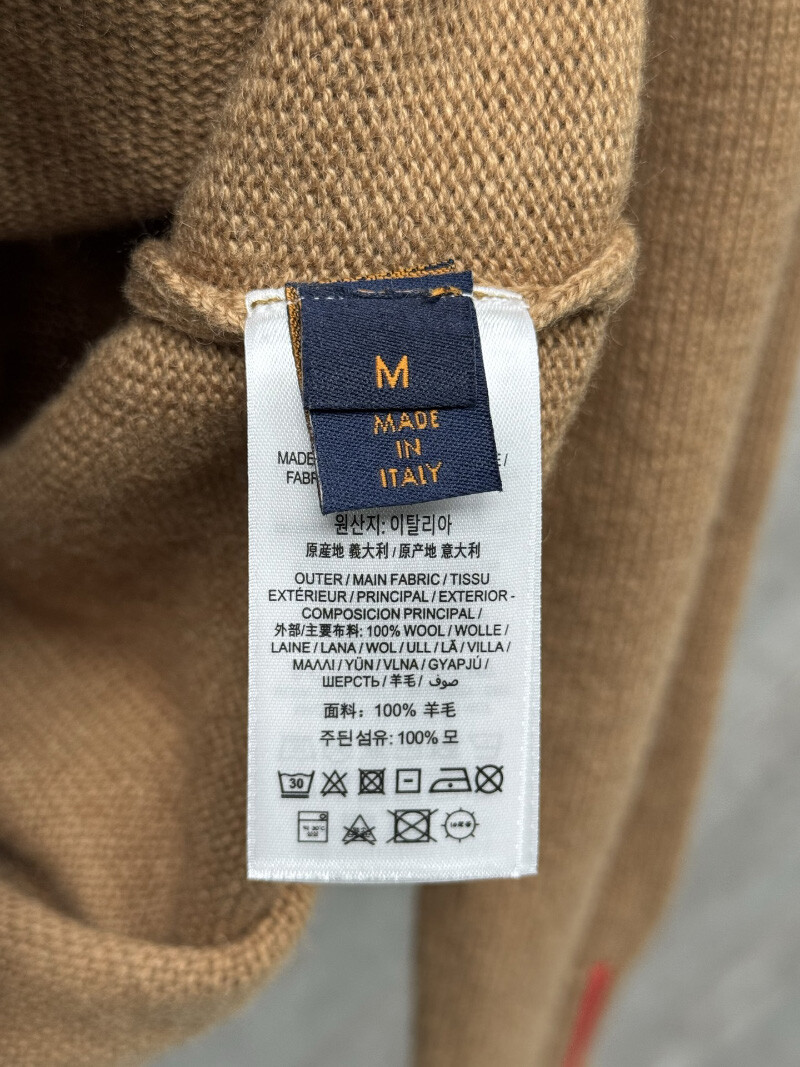 M
MADE
IN
ITALY
MADE /
FABR
원산지: 이탈리아
原産地 義大利 / 原产地 意大利
OUTER / MAIN FABRIC / TISSU
EXTÉRIEUR / PRINCIPAL / EXTERIOR -
COMPOSICION PRINCIPAL /
外部/主要布料: 100% WOOL / WOLLE /
LAINE / LANA / WOL / ULL / LÃ / VILLA /
ΜΑΛΛΙ / YÜN / VLNA / GYAPJÚ /
ШЕРСТЬ / 羊毛 / صوف
面料: 100% 羊毛
주된섬유: 100% 모
30